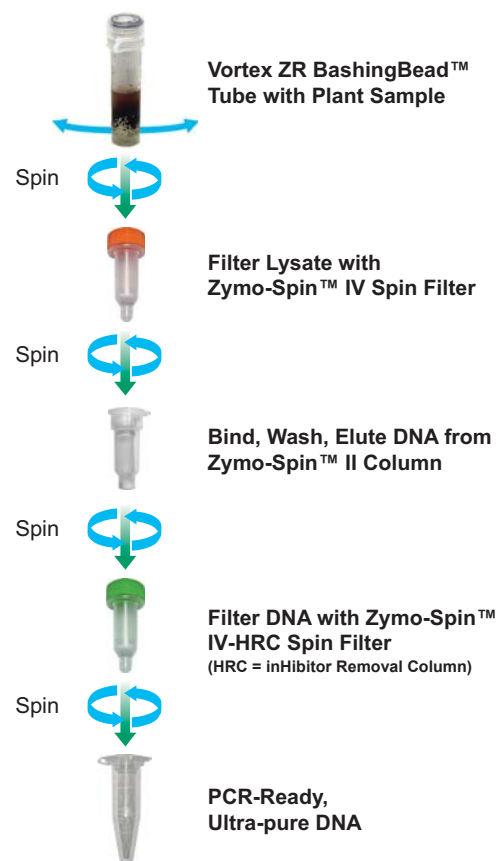 Vortex ZR BashingBead™
Tube with Plant Sample
Spin
Filter Lysate with
Zymo-Spin™ IV Spin Filter
Spin
Bind, Wash, Elute DNA from
Zymo-Spin™ II Column
Spin
Filter DNA with Zymo-Spin™
IV-HRC Spin Filter
(HRC = inHibitor Removal Column)
Spin
PCR-Ready,
Ultra-pure DNA